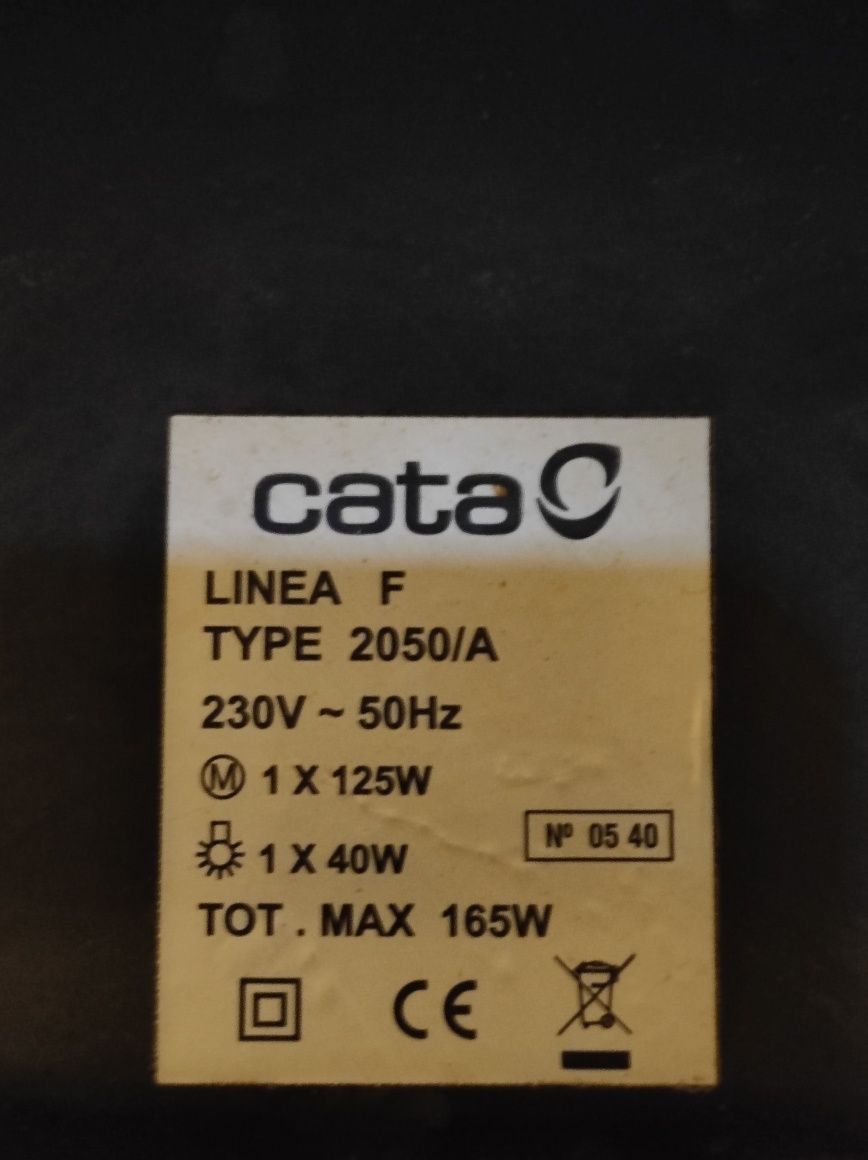 cata
LINEA F
TYPE 2050/A
230V ~ 50Hz
M 1 X 125W
Nº 05 40
1 X 40W
TOT . MAX 165W
CE